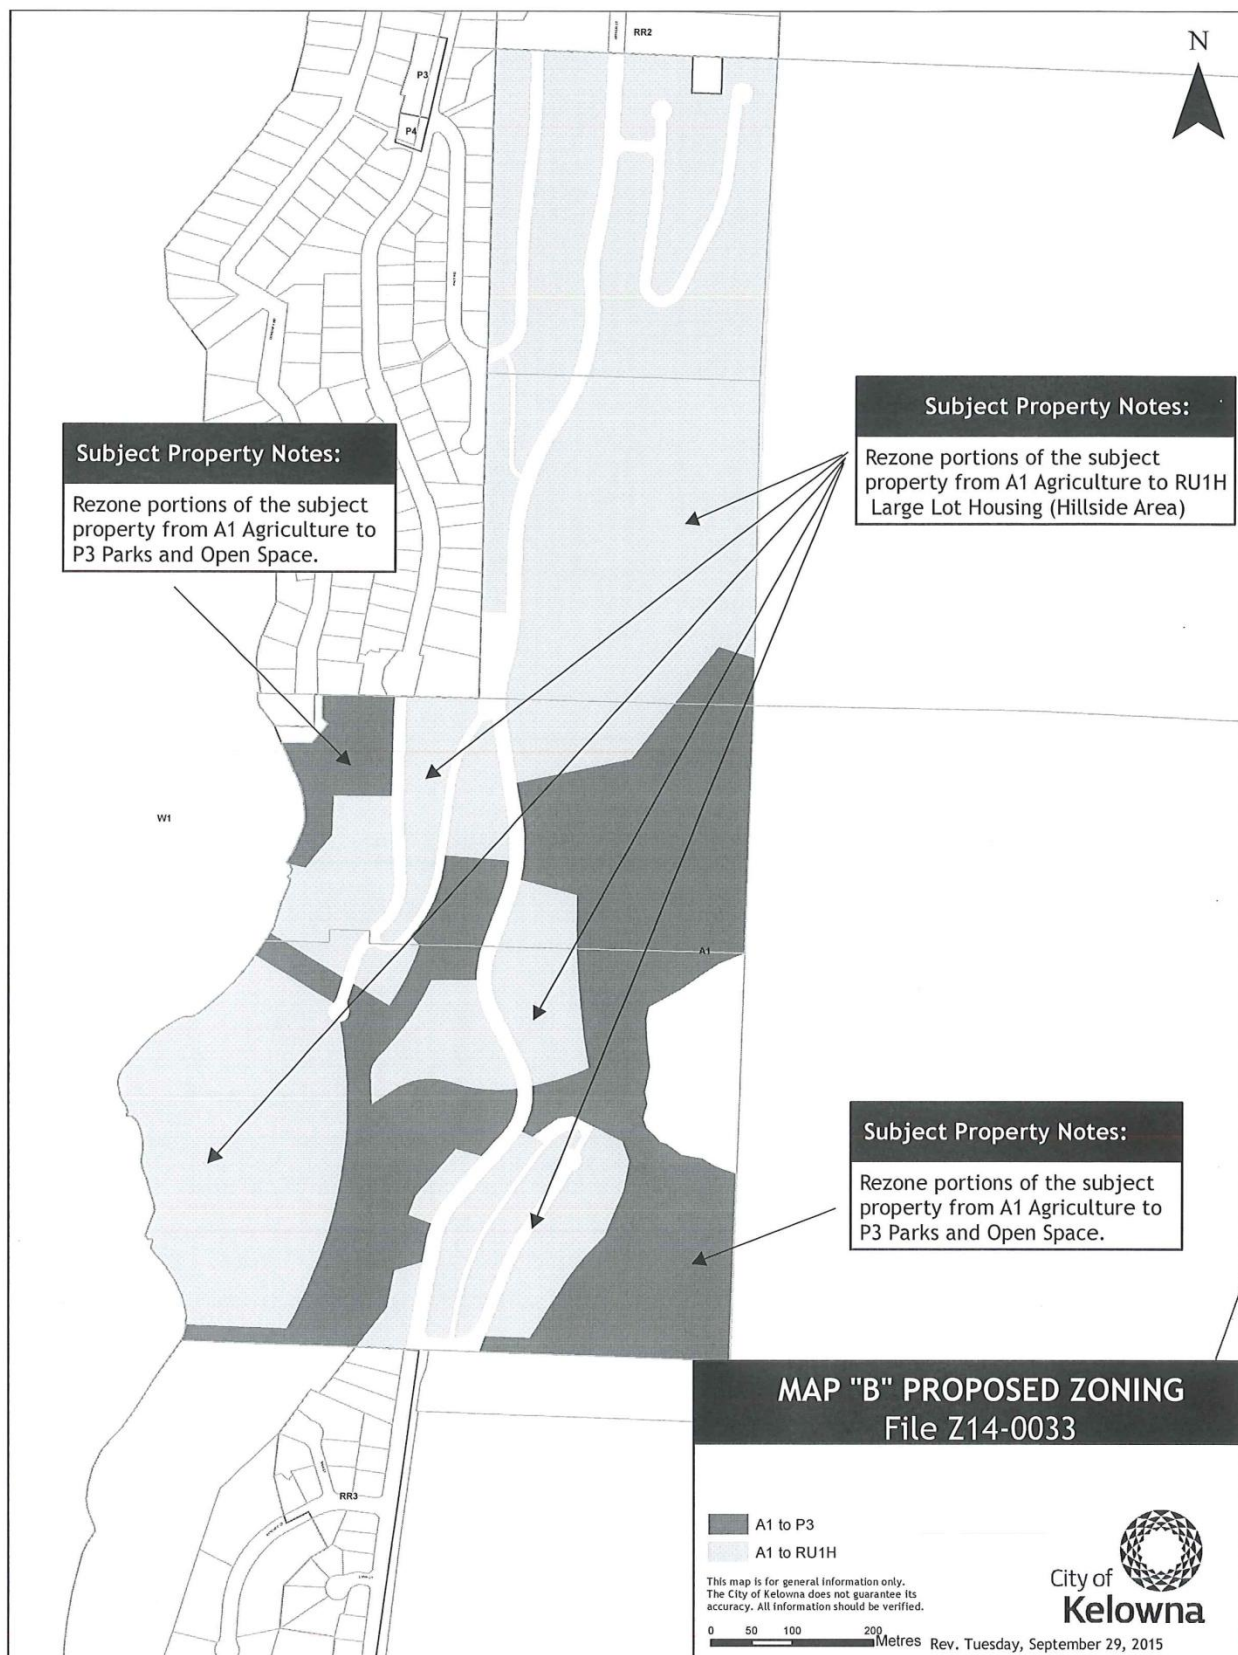 RR2
N
P3
P4
Subject Property Notes:
Rezone portions of the subject
property from A1 Agriculture to RU1H
Large Lot Housing (Hillside Area)
Subject Property Notes:
Rezone portions of the subject
property from A1 Agriculture to
P3 Parks and Open Space.
W1
A1
Subject Property Notes:
Rezone portions of the subject
property from A1 Agriculture to
P3 Parks and Open Space.
MAP "B" PROPOSED ZONING
File Z14-0033
RR3
A1 to P3
A1 to RU1H
This map is for general information only.
The City of Kelowna does not guarantee its
accuracy. All information should be verified.
0 50 100 200 Metres
City of
Kelowna
Rev. Tuesday, September 29, 2015